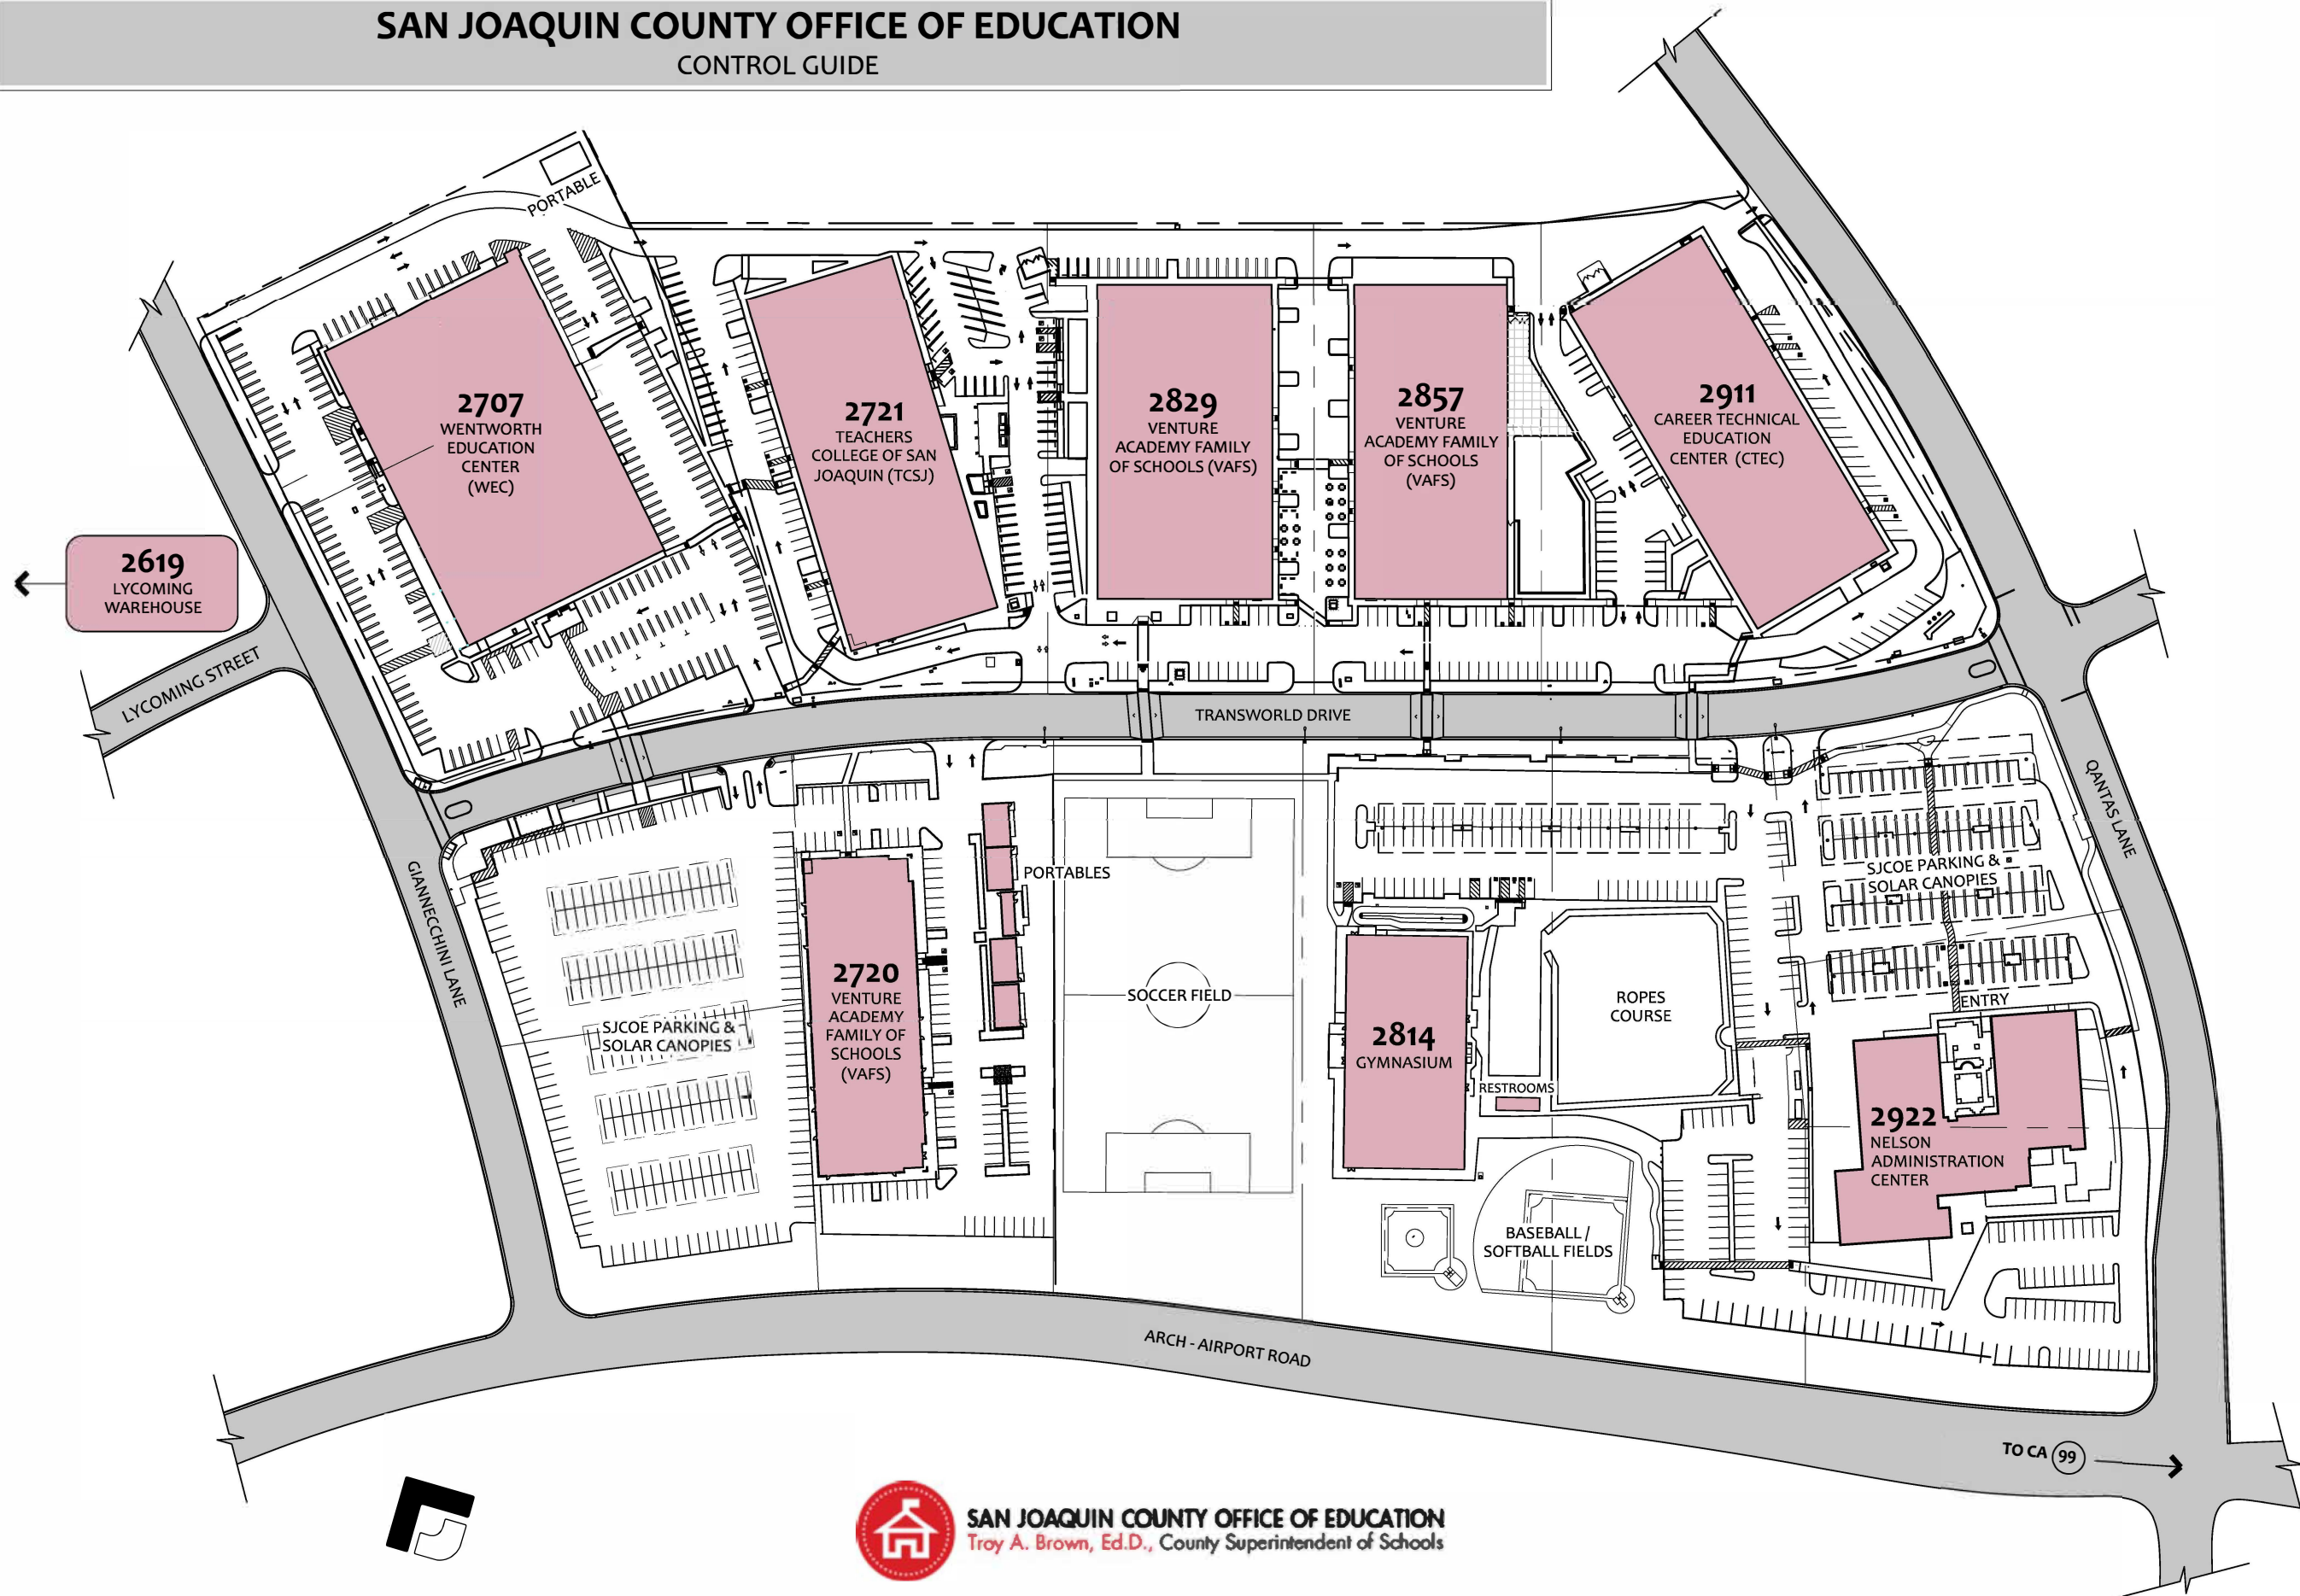 SAN JOAQUIN COUNTY OFFICE OF EDUCATION
CONTROL GUIDE
PORTABLE
2707
WENTWORTH
EDUCATION
CENTER
(WEC)
2721
TEACHERS
COLLEGE OF SAN
JOAQUIN (TCSJ)
2829
VENTURE
ACADEMY FAMILY
OF SCHOOLS (VAFS)
2857
VENTURE
ACADEMY FAMILY
OF SCHOOLS
(VAFS)
2911
CAREER TECHNICAL
EDUCATION
CENTER (CTEC)
2619
LYCOMING
WAREHOUSE
LYCOMING STREET
TRANSWORLD DRIVE
QANTAS LANE
GIANNECCHINI LANE
PORTABLES
SJCOE PARKING &
SOLAR CANOPIES
2720
VENTURE
ACADEMY
FAMILY OF
SCHOOLS
(VAFS)
SJCOE PARKING &
SOLAR CANOPIES
SOCCER FIELD
2814
GYMNASIUM
ROPES
COURSE
ENTRY
RESTROOMS
2922
NELSON
ADMINISTRATION
CENTER
BASEBALL /
SOFTBALL FIELDS
ARCH - AIRPORT ROAD
TO CA 99
SAN JOAQUIN COUNTY OFFICE OF EDUCATION
Troy A. Brown, Ed.D., County Superintendent of Schools